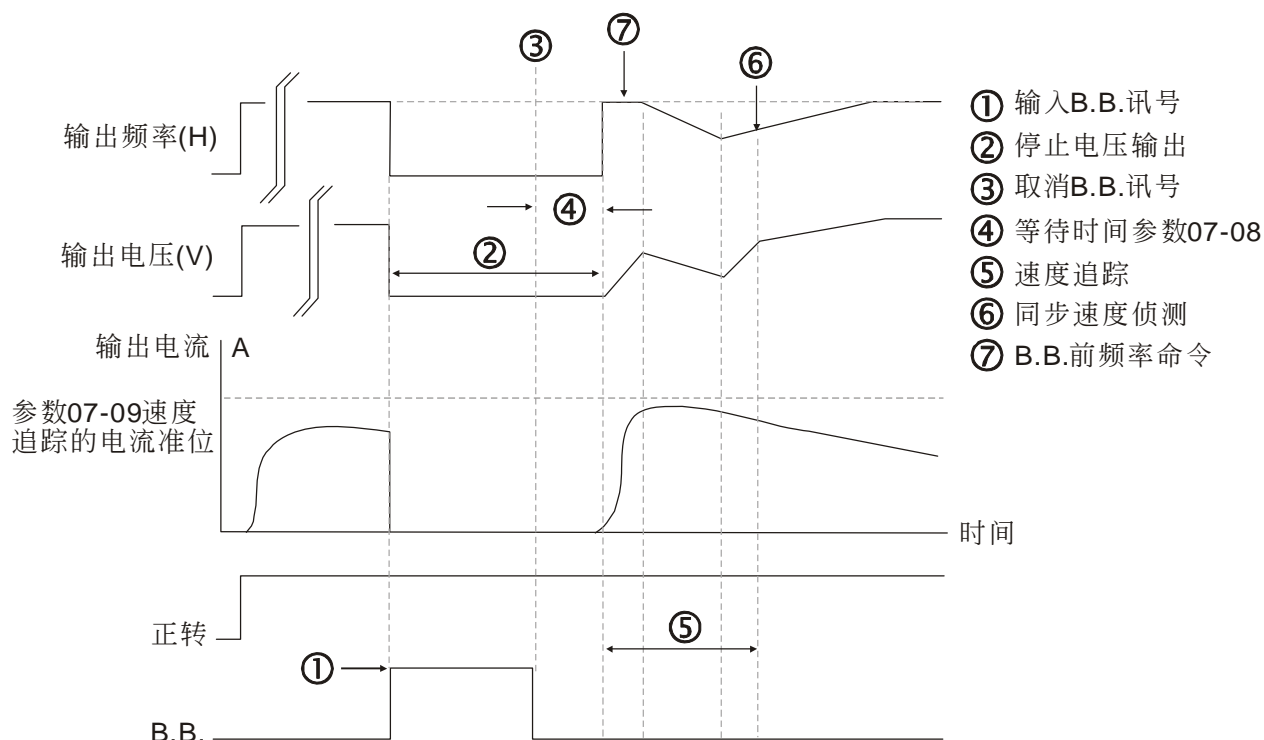 ③
⑦
⑥
输出频率(H)
④
输出电压(V)
②
① 输入B.B.讯号
② 停止电压输出
③ 取消B.B.讯号
④ 等待时间参数07-08
⑤ 速度追踪
⑥ 同步速度侦测
⑦ B.B.前频率命令
输出电流 A
参数07-09速度
追踪的电流准位
时间
正转
⑤
①
B.B.